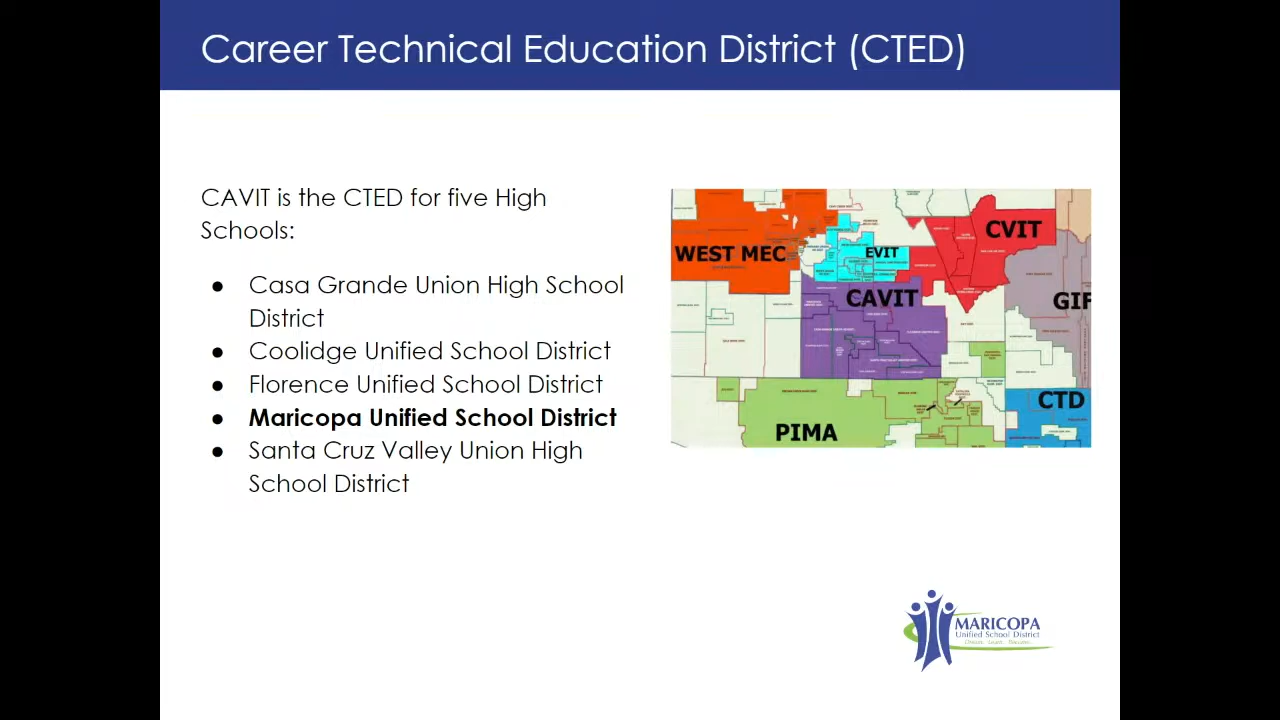 Career Technical Education District (CTED)
CAVIT is the CTED for five High
Schools:
● Casa Grande Union High School
District
● Coolidge Unified School District
● Florence Unified School District
● Maricopa Unified School District
● Santa Cruz Valley Union High
School District
WEST MEC
EVIT
CVIT
CAVIT
GIF
CTD
PIMA
MARICOPA
Unified School District